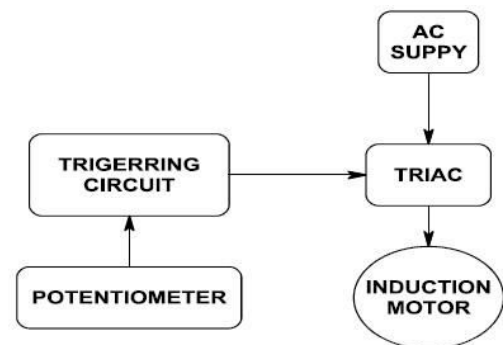 AC
SUPPY
TRIGERRING
CIRCUIT
TRIAC
POTENTIOMETER
INDUCTION
MOTOR